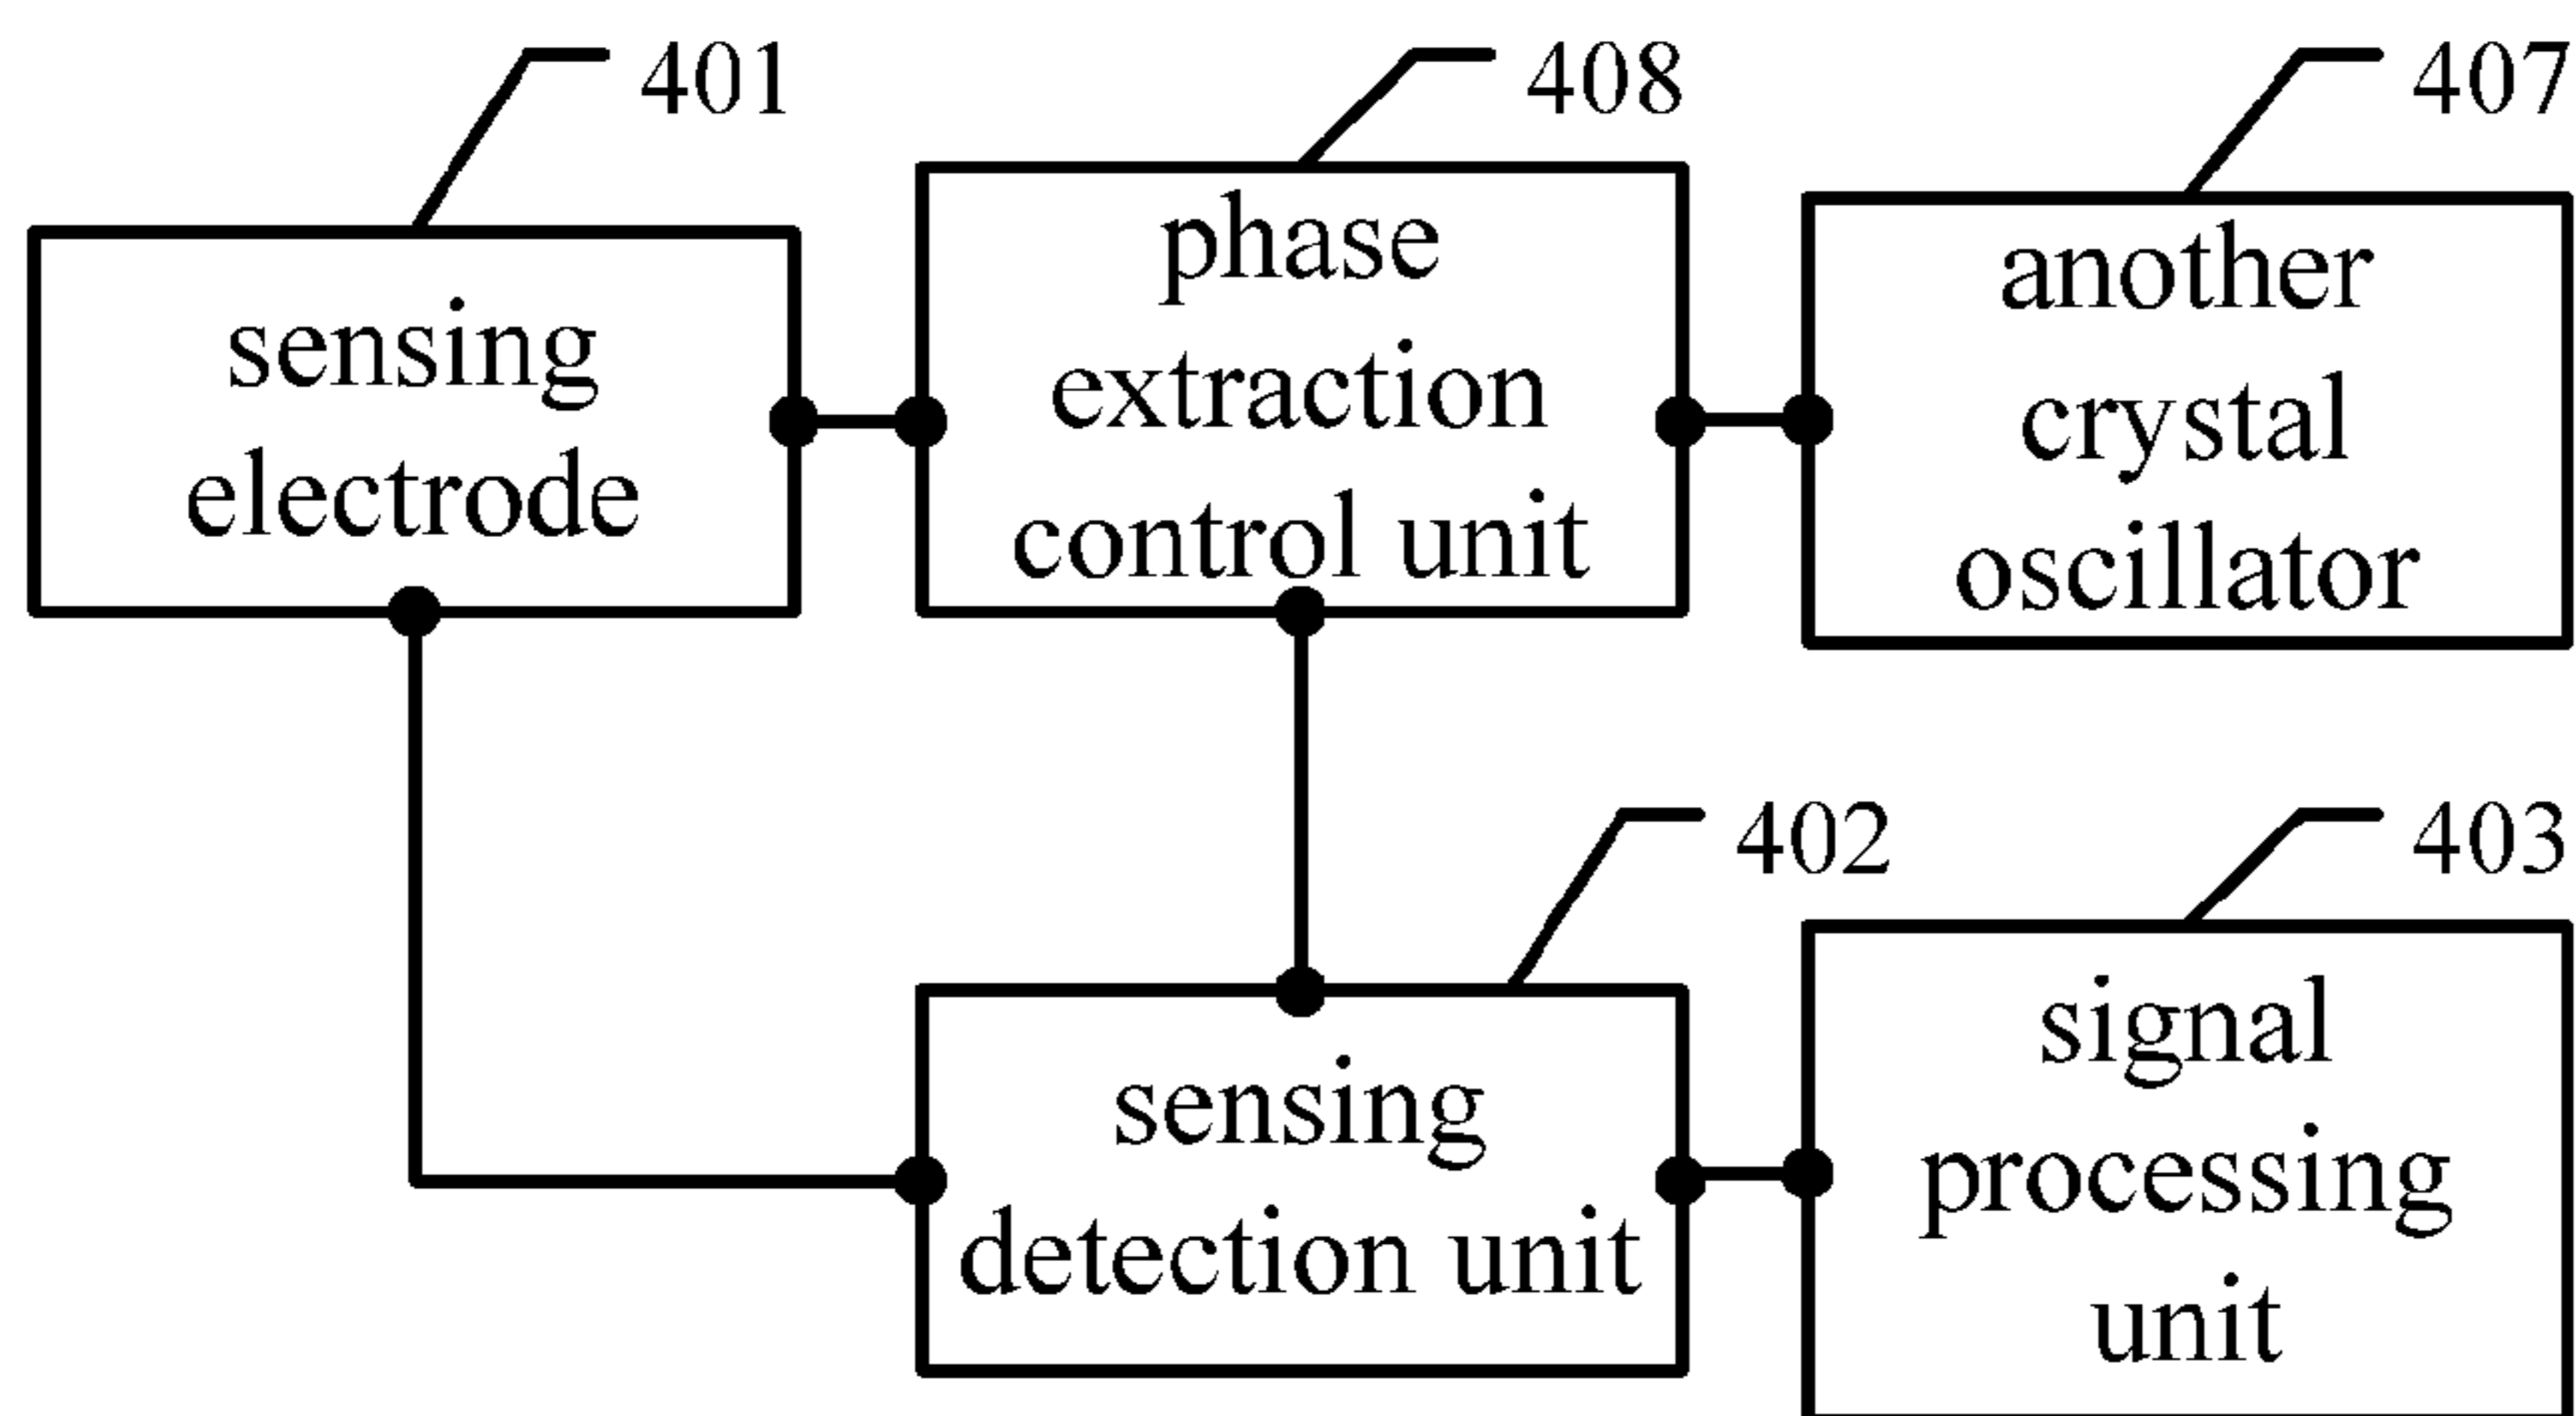 401
sensing
electrode
408
phase
extraction
control unit
407
another
crystal
oscillator
402
sensing
detection unit
403
signal
processing
unit